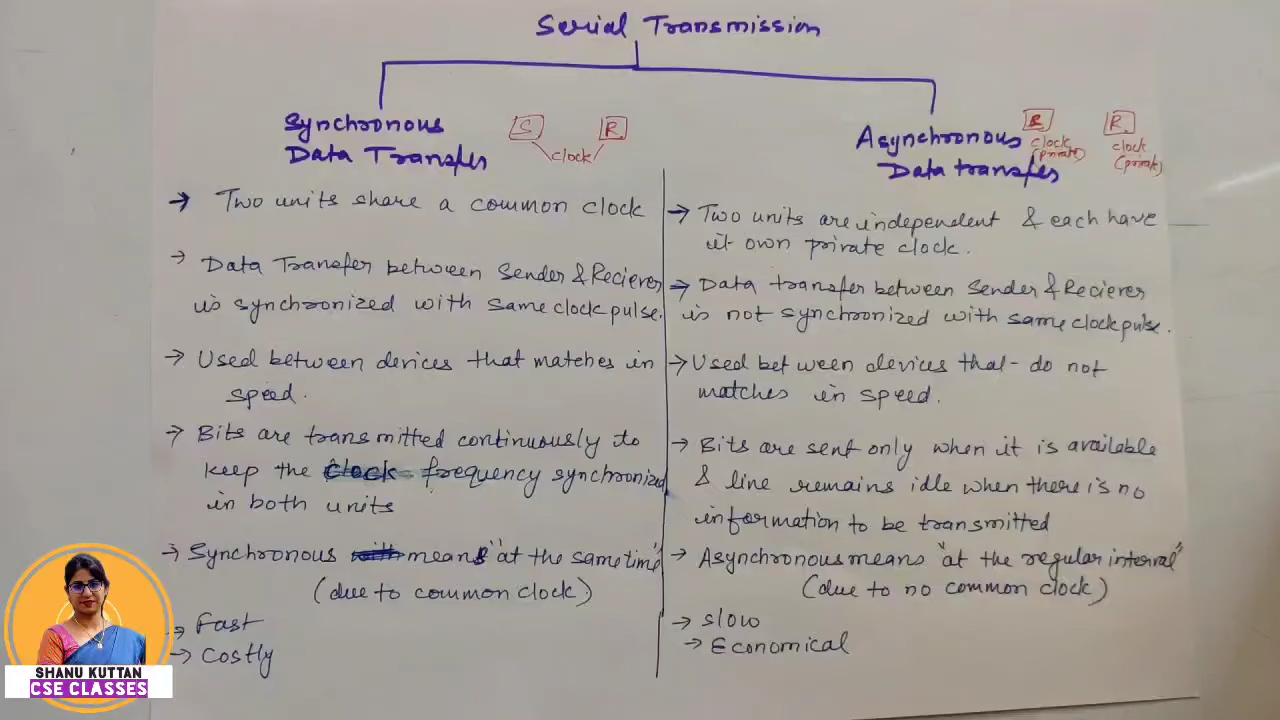 Serial Transmission
Synchronous
Data Transfer
S R
clock
→ Two units share a common clock
→ Data Transfer between Sender & Reciever
is synchronized with same clock pulse.
→ Used between devices that matches in
speed.
→ Bits are transmitted continuously to
keep the clock frequency synchronized
in both units
→ Synchronous means "at the same time"
(due to common clock)
→ Fast
→ Costly
Asynchronous
Data transfer
S R
clock
(private)
clock
(private)
→ Two units are independent & each have
it own private clock.
→ Data transfer between Sender & Reciever
is not synchronized with same clock pulse.
→ Used between devices that do not
matches in speed.
→ Bits are sent only when it is available
& line remains idle when there is no
information to be transmitted
→ Asynchronous means "at the regular interval"
(due to no common clock)
→ slow
→ Economical
SHANU KUTTAN
CSE CLASSES